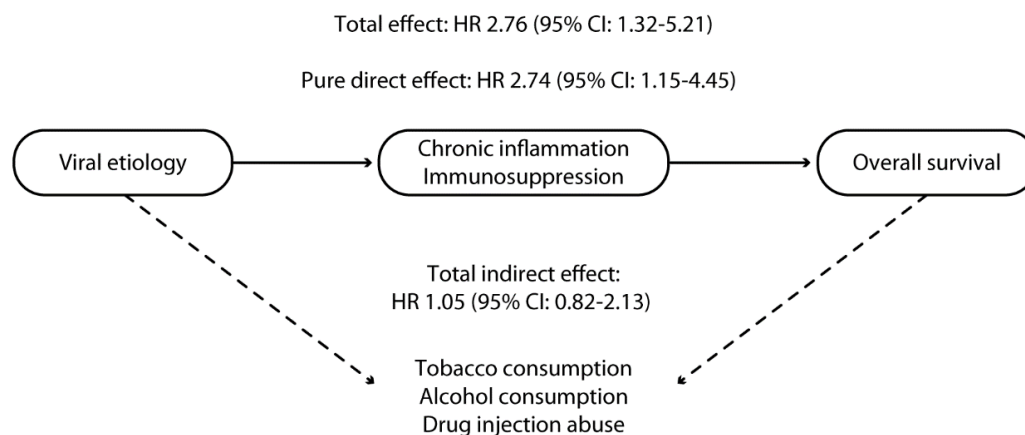 Total effect: HR 2.76 (95% CI: 1.32-5.21)
Pure direct effect: HR 2.74 (95% CI: 1.15-4.45)
Viral etiology
Chronic inflammation
Immunosuppression
Overall survival
Total indirect effect:
HR 1.05 (95% CI: 0.82-2.13)
Tobacco consumption
Alcohol consumption
Drug injection abuse